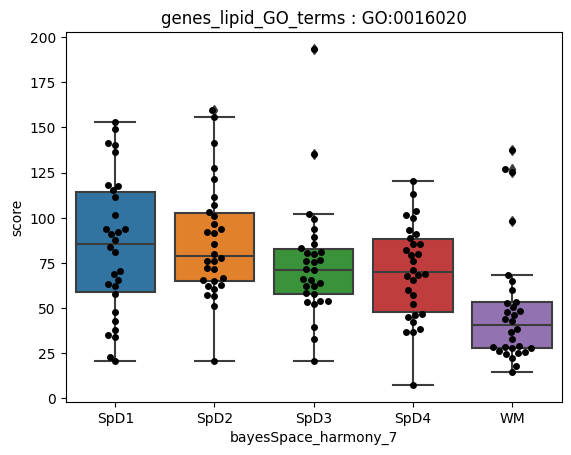 genes_lipid_GO_terms : GO:0016020
200
175
150
125
100
75
50
25
0
score
SpD1 SpD2 SpD3 SpD4 WM
bayesSpace_harmony_7